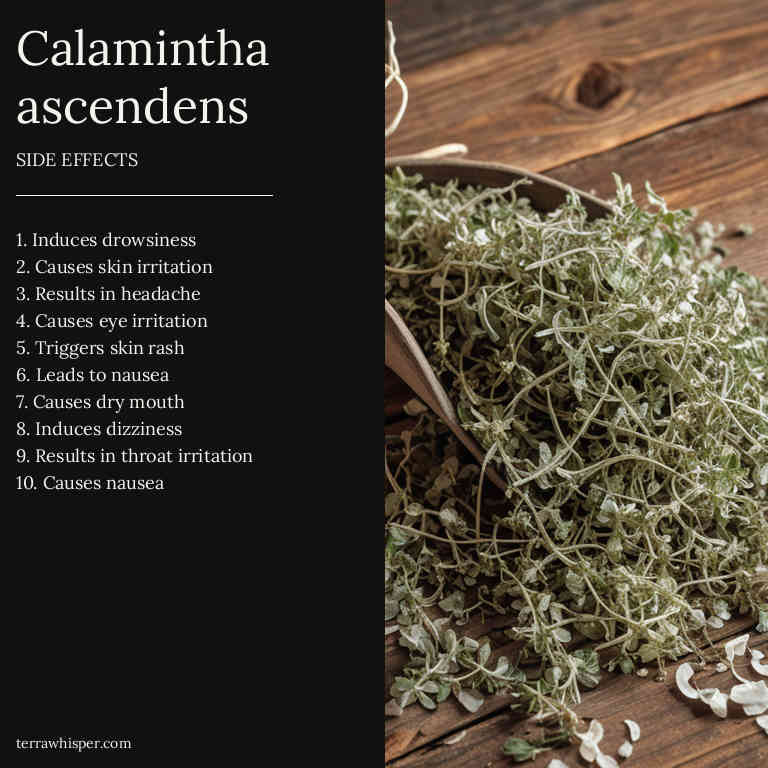 Calamintha
ascendens
SIDE EFFECTS
1. Induces drowsiness
2. Causes skin irritation
3. Results in headache
4. Causes eye irritation
5. Triggers skin rash
6. Leads to nausea
7. Causes dry mouth
8. Induces dizziness
9. Results in throat irritation
10. Causes nausea
terrawhisper.com